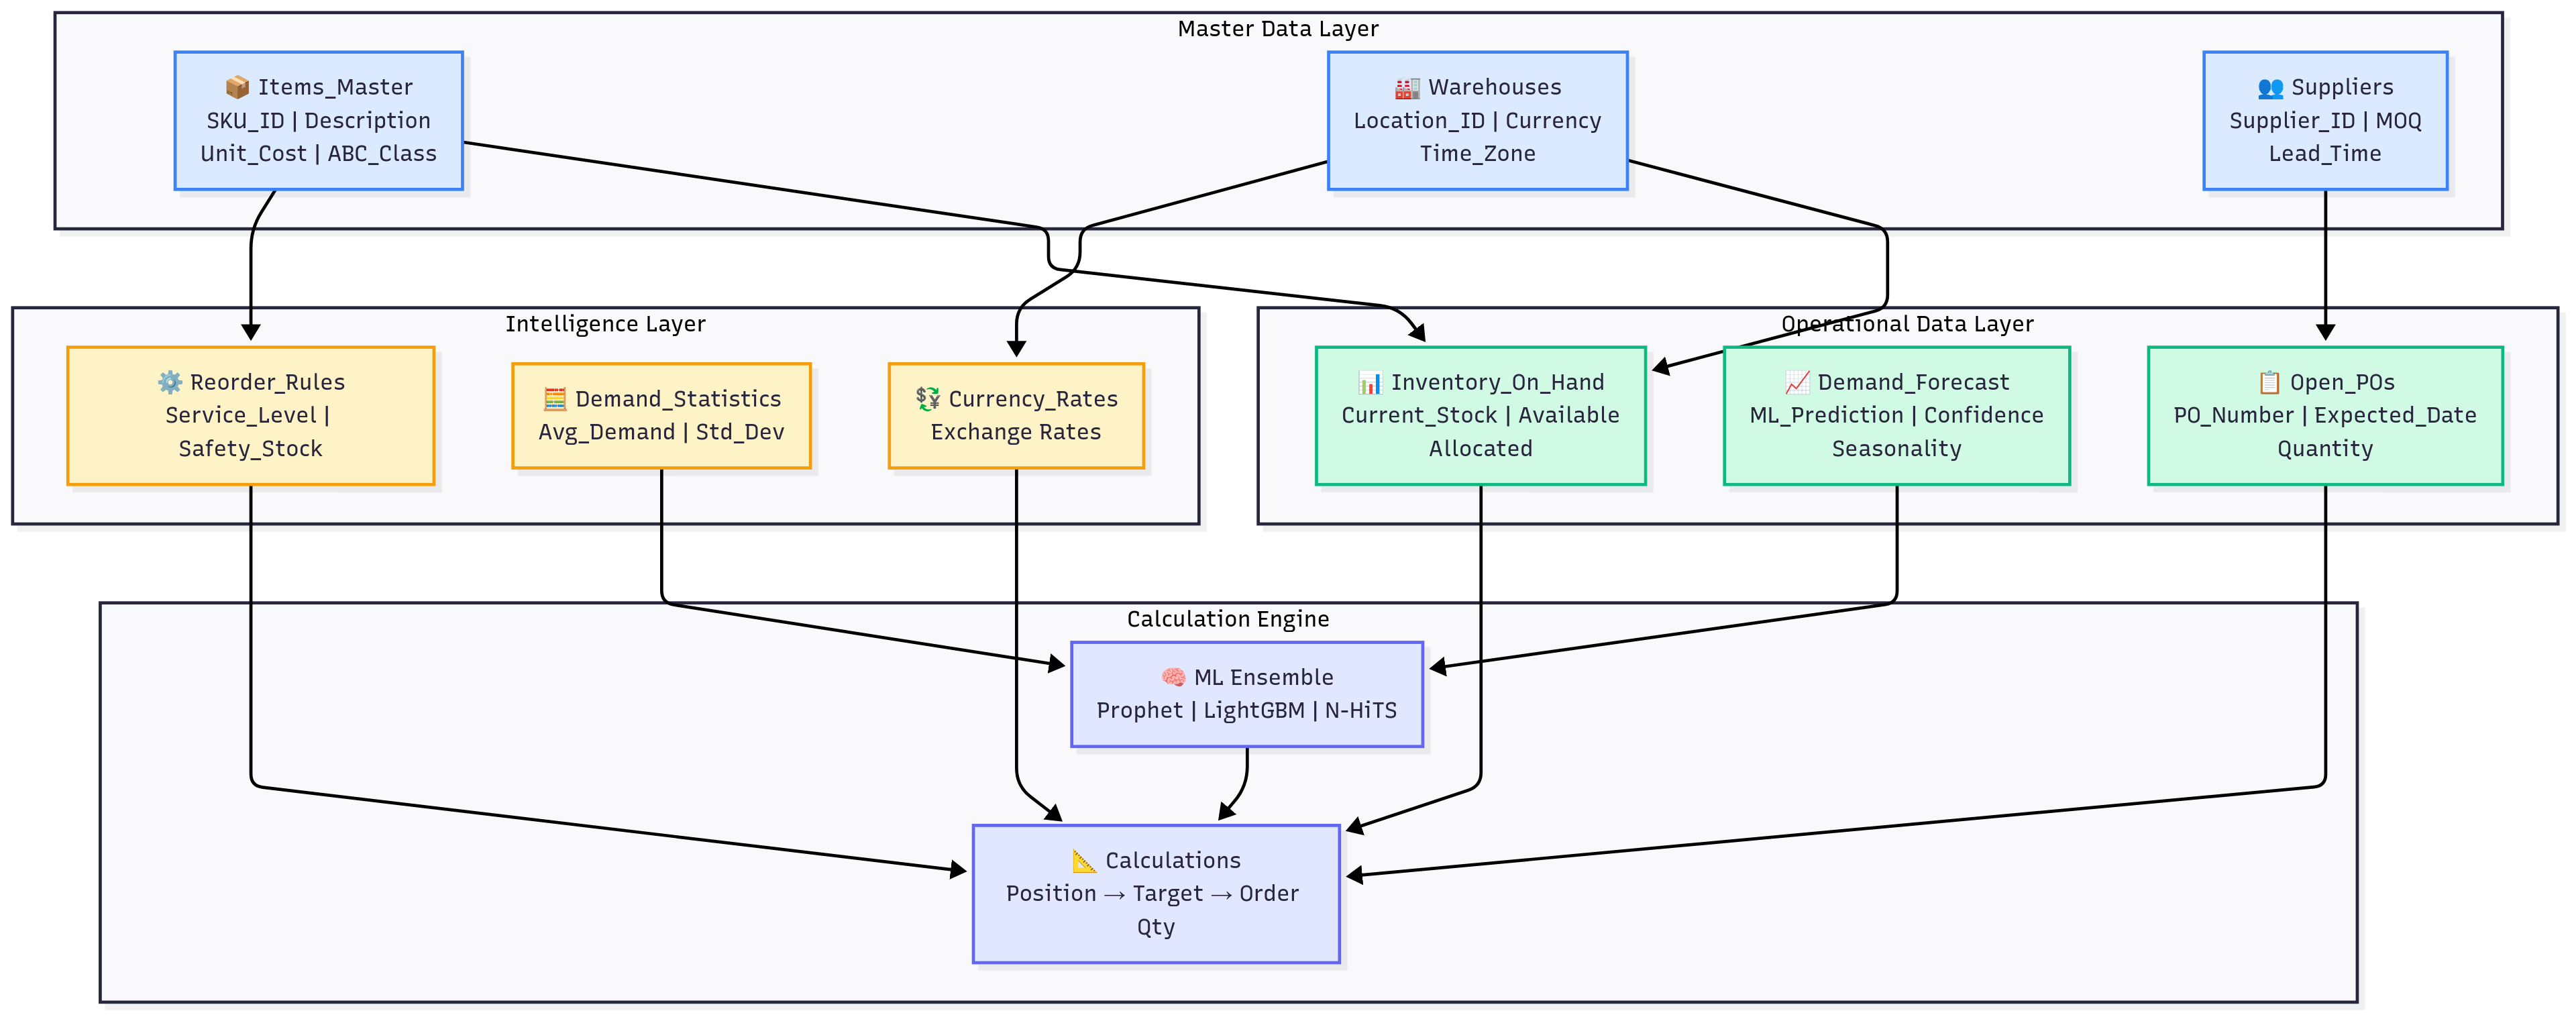 Master Data Layer
📦 Items_Master
SKU_ID | Description
Unit_Cost | ABC_Class
🏭 Warehouses
Location_ID | Currency
Time_Zone
👥 Suppliers
Supplier_ID | MOQ
Lead_Time
Intelligence Layer
⚙️ Reorder_Rules
Service_Level |
Safety_Stock
🧮 Demand_Statistics
Avg_Demand | Std_Dev
💱 Currency_Rates
Exchange Rates
Operational Data Layer
📊 Inventory_On_Hand
Current_Stock | Available
Allocated
📈 Demand_Forecast
ML_Prediction | Confidence
Seasonality
📋 Open_POs
PO_Number | Expected_Date
Quantity
Calculation Engine
🧠 ML Ensemble
Prophet | LightGBM | N-HiTS
📐 Calculations
Position → Target → Order
Qty